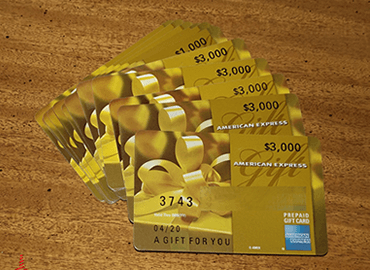 $1,000
$3,000
$3,000
$3,000
$3,000
AMERICAN EXPRESS
$3,000
AMERICAN EXPRESS
Gift
3743
PREPAID
GIFT CARD
04/20
A GIFT FOR YOU